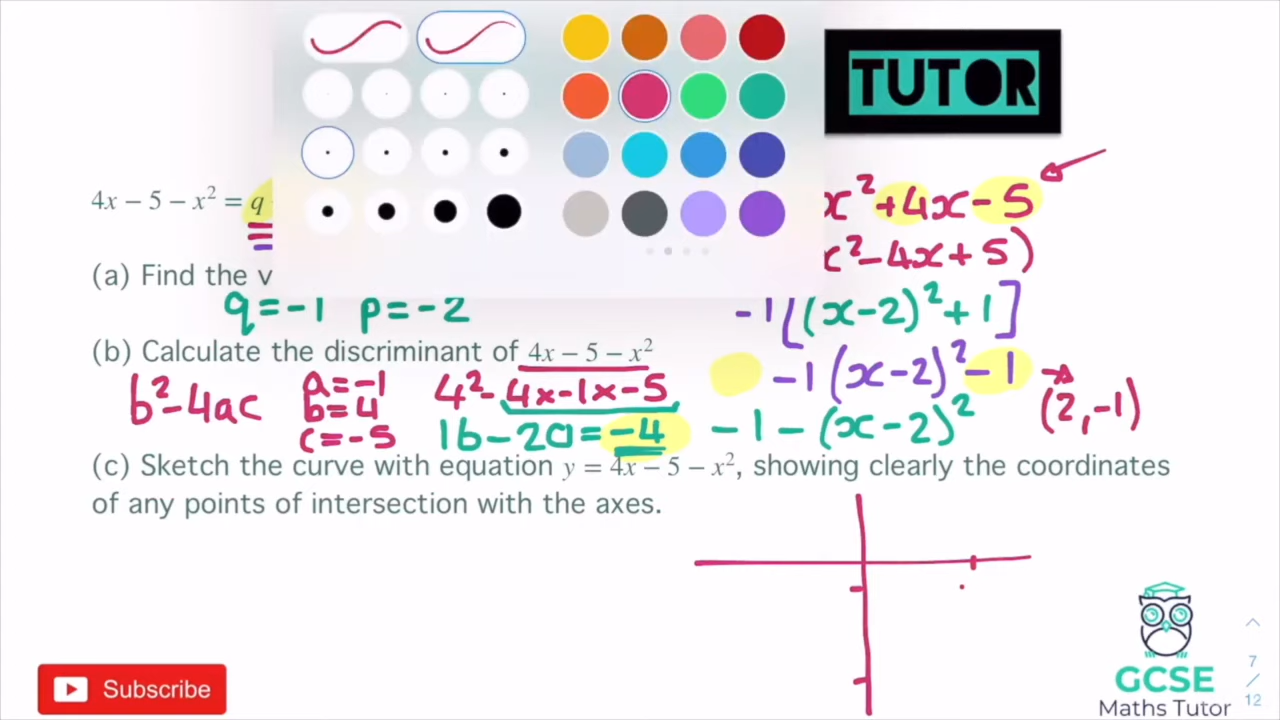 TUTOR
4x − 5 − x² = q
x² + 4x - 5
(a) Find the v
x² - 4x + 5)
q = -1 p = -2
-1[(x-2)² + 1]
(b) Calculate the discriminant of 4x − 5 − x²
b² - 4ac
a = -1
b = 4
c = -5
4² - 4x-1x-5
16 - 20 = -4
-1(x-2)² - 1
-1 - (x-2)²
(2, -1)
(c) Sketch the curve with equation y = 4x − 5 − x², showing clearly the coordinates
of any points of intersection with the axes.
Subscribe
GCSE
Maths Tutor
7
/
12